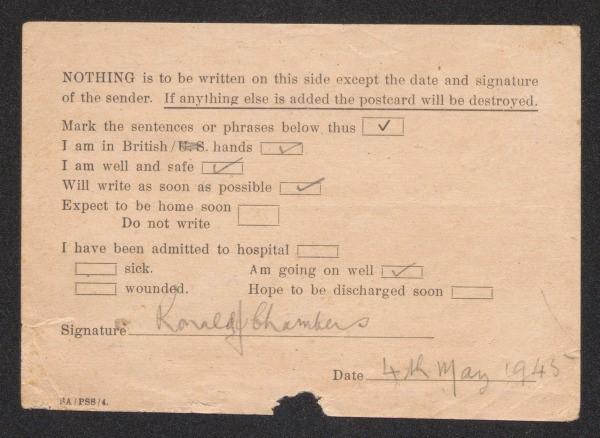 NOTHING is to be written on this side except the date and signature
of the sender. If anything else is added the postcard will be destroyed.
Mark the sentences or phrases below thus ✓
I am in British/U.S. hands ✓
I am well and safe ✓
Will write as soon as possible ✓
Expect to be home soon
Do not write
I have been admitted to hospital
sick. Am going on well ✓
wounded. Hope to be discharged soon
Signature Ronald J Chambers
Date 4th May 1945
/PSS/4.